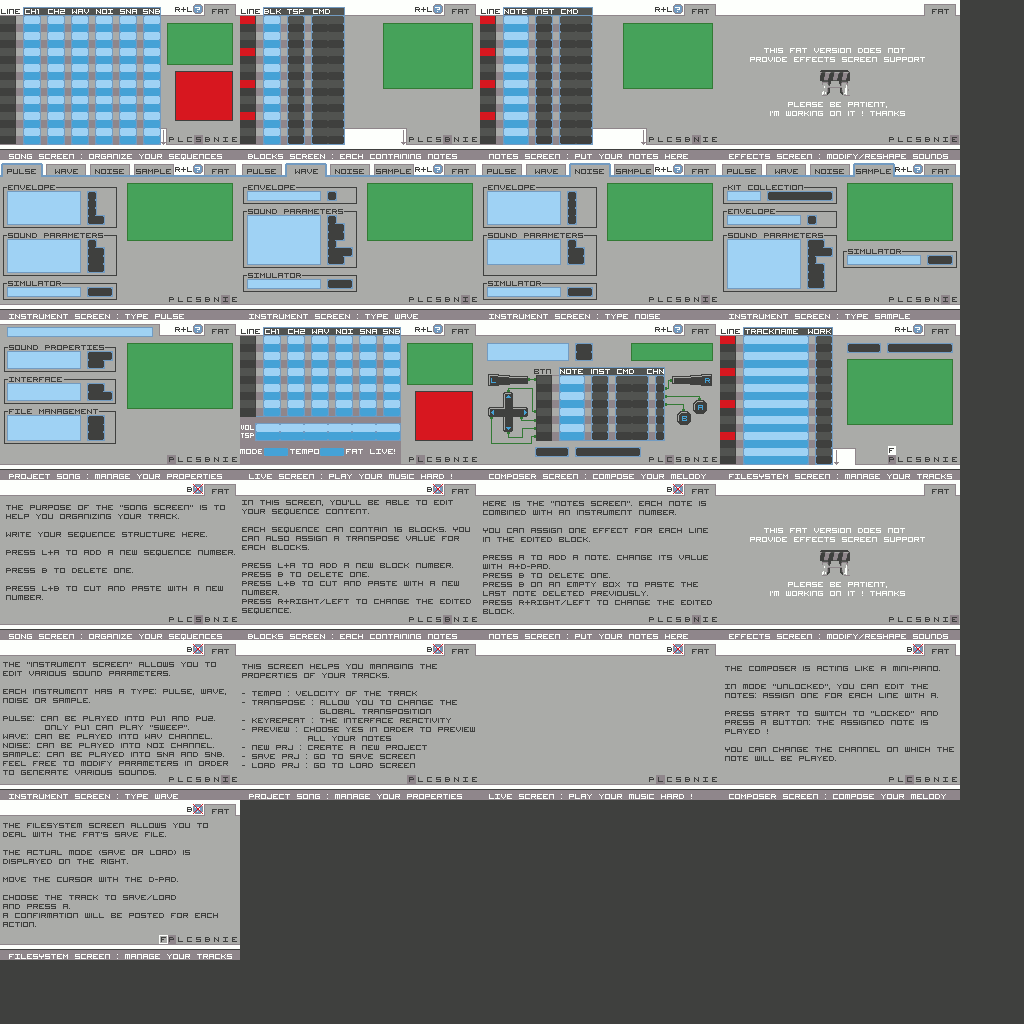 LINE CH1 CH2 WAV NOI SNA SNB R+L? FAT
P L C S B N I E
SONG SCREEN : ORGANIZE YOUR SEQUENCES
LINE BLK TSP CMD R+L? FAT
P L C S B N I E
BLOCKS SCREEN : EACH CONTAINING NOTES
LINE NOTE INST CMD R+L? FAT
P L C S B N I E
NOTES SCREEN : PUT YOUR NOTES HERE
FAT
THIS FAT VERSION DOES NOT
PROVIDE EFFECTS SCREEN SUPPORT
PLEASE BE PATIENT,
I'M WORKING ON IT ! THANKS
P L C S B N I E
EFFECTS SCREEN : MODIFY/RESHAPE SOUNDS
PULSE WAVE NOISE SAMPLE R+L? FAT
ENVELOPE
SOUND PARAMETERS
SIMULATOR
P L C S B N I E
INSTRUMENT SCREEN : TYPE PULSE
PULSE WAVE NOISE SAMPLE R+L? FAT
ENVELOPE
SOUND PARAMETERS
SIMULATOR
P L C S B N I E
INSTRUMENT SCREEN : TYPE WAVE
PULSE WAVE NOISE SAMPLE R+L? FAT
ENVELOPE
SOUND PARAMETERS
SIMULATOR
P L C S B N I E
INSTRUMENT SCREEN : TYPE NOISE
PULSE WAVE NOISE SAMPLE R+L? FAT
KIT COLLECTION
ENVELOPE
SOUND PARAMETERS
SIMULATOR
P L C S B N I E
INSTRUMENT SCREEN : TYPE SAMPLE
R+L? FAT
SOUND PROPERTIES
INTERFACE
FILE MANAGEMENT
P L C S B N I E
PROJECT SONG : MANAGE YOUR PROPERTIES
LINE CH1 CH2 WAV NOI SNA SNB R+L? FAT
VOL
TSP
MODE TEMPO FAT LIVE!
P L C S B N I E
LIVE SCREEN : PLAY YOUR MUSIC HARD !
R+L? FAT
BTN NOTE INST CMD CHN
L R
A
B
P L C S B N I E
COMPOSER SCREEN : COMPOSE YOUR MELODY
LINE TRACKNAME WORK R+L? FAT
F
P L C S B N I E
FILESYSTEM SCREEN : MANAGE YOUR TRACKS
B FAT
THE PURPOSE OF THE "SONG SCREEN" IS TO
HELP YOU ORGANIZING YOUR TRACK.
WRITE YOUR SEQUENCE STRUCTURE HERE.
PRESS L+A TO ADD A NEW SEQUENCE NUMBER.
PRESS B TO DELETE ONE.
PRESS L+B TO CUT AND PASTE WITH A NEW
NUMBER.
P L C S B N I E
SONG SCREEN : ORGANIZE YOUR SEQUENCES
B FAT
IN THIS SCREEN, YOU'LL BE ABLE TO EDIT
YOUR SEQUENCE CONTENT.
EACH SEQUENCE CAN CONTAIN 16 BLOCKS. YOU
CAN ALSO ASSIGN A TRANSPOSE VALUE FOR
EACH BLOCKS.
PRESS L+A TO ADD A NEW BLOCK NUMBER.
PRESS B TO DELETE ONE.
PRESS L+B TO CUT AND PASTE WITH A NEW
NUMBER.
PRESS R+RIGHT/LEFT TO CHANGE THE EDITED
SEQUENCE.
P L C S B N I E
BLOCKS SCREEN : EACH CONTAINING NOTES
B FAT
HERE IS THE "NOTES SCREEN". EACH NOTE IS
COMBINED WITH AN INSTRUMENT NUMBER.
YOU CAN ASSIGN ONE EFFECT FOR EACH LINE
IN THE EDITED BLOCK.
PRESS A TO ADD A NOTE. CHANGE ITS VALUE
WITH A+D-PAD.
PRESS B TO DELETE ONE.
PRESS B ON AN EMPTY BOX TO PASTE THE
LAST NOTE DELETED PREVIOUSLY.
PRESS R+RIGHT/LEFT TO CHANGE THE EDITED
BLOCK.
P L C S B N I E
NOTES SCREEN : PUT YOUR NOTES HERE
FAT
THIS FAT VERSION DOES NOT
PROVIDE EFFECTS SCREEN SUPPORT
PLEASE BE PATIENT,
I'M WORKING ON IT ! THANKS
P L C S B N I E
EFFECTS SCREEN : MODIFY/RESHAPE SOUNDS
B FAT
THE "INSTRUMENT SCREEN" ALLOWS YOU TO
EDIT VARIOUS SOUND PARAMETERS.
EACH INSTRUMENT HAS A TYPE: PULSE, WAVE,
NOISE OR SAMPLE.
PULSE: CAN BE PLAYED INTO PU1 AND PU2.
ONLY PU1 CAN PLAY "SWEEP".
WAVE: CAN BE PLAYED INTO WAV CHANNEL.
NOISE: CAN BE PLAYED INTO NOI CHANNEL.
SAMPLE: CAN BE PLAYED INTO SNA AND SNB.
FEEL FREE TO MODIFY PARAMETERS IN ORDER
TO GENERATE VARIOUS SOUNDS.
P L C S B N I E
INSTRUMENT SCREEN : TYPE WAVE
B FAT
THIS SCREEN HELPS YOU MANAGING THE
PROPERTIES OF YOUR TRACKS.
- TEMPO : VELOCITY OF THE TRACK
- TRANSPOSE : ALLOW YOU TO CHANGE THE
GLOBAL TRANSPOSITION
- KEYREPEAT : THE INTERFACE REACTIVITY
- PREVIEW : CHOOSE YES IN ORDER TO PREVIEW
ALL YOUR NOTES
- NEW PRJ : CREATE A NEW PROJECT
- SAVE PRJ : GO TO SAVE SCREEN
- LOAD PRJ : GO TO LOAD SCREEN
P L C S B N I E
PROJECT SONG : MANAGE YOUR PROPERTIES
B FAT
P L C S B N I E
LIVE SCREEN : PLAY YOUR MUSIC HARD !
B FAT
THE COMPOSER IS ACTING LIKE A MINI-PIANO.
IN MODE "UNLOCKED", YOU CAN EDIT THE
NOTES: ASSIGN ONE FOR EACH LINE WITH A.
PRESS START TO SWITCH TO "LOCKED" AND
PRESS A BUTTON: THE ASSIGNED NOTE IS
PLAYED !
YOU CAN CHANGE THE CHANNEL ON WHICH THE
NOTE WILL BE PLAYED.
P L C S B N I E
COMPOSER SCREEN : COMPOSE YOUR MELODY
B FAT
THE FILESYSTEM SCREEN ALLOWS YOU TO
DEAL WITH THE FAT'S SAVE FILE.
THE ACTUAL MODE (SAVE OR LOAD) IS
DISPLAYED ON THE RIGHT.
MOVE THE CURSOR WITH THE D-PAD.
CHOOSE THE TRACK TO SAVE/LOAD
AND PRESS A.
A CONFIRMATION WILL BE POSTED FOR EACH
ACTION.
F P L C S B N I E
FILESYSTEM SCREEN : MANAGE YOUR TRACKS